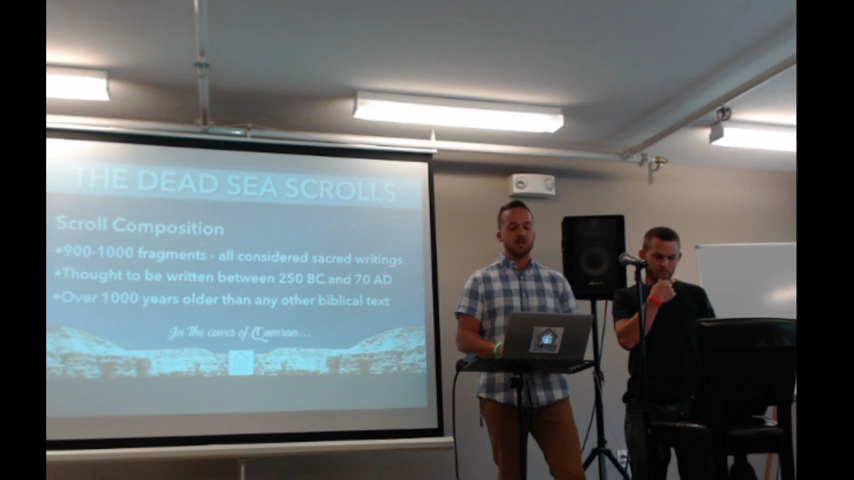 THE DEAD SEA SCROLLS
Scroll Composition
•900-1000 fragments - all considered sacred writings
•Thought to be written between 250 BC and 70 AD
•Over 1000 years older than any other biblical text
In the caves of Qumran...